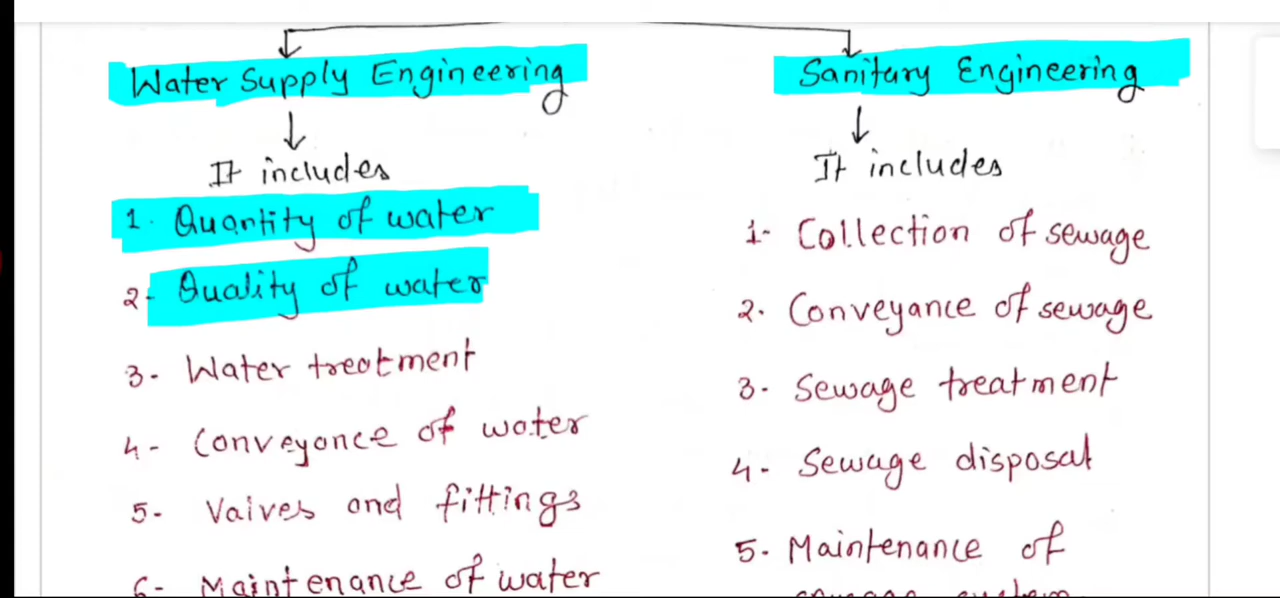 Water Supply Engineering
It includes
1. Quantity of water
2- Quality of water
3- Water treatment
4- Conveyance of water
5- Valves and fittings
6- Maintenance of water
Sanitary Engineering
It includes
1- Collection of sewage
2. Conveyance of sewage
3- Sewage treatment
4- Sewage disposal
5. Maintenance of